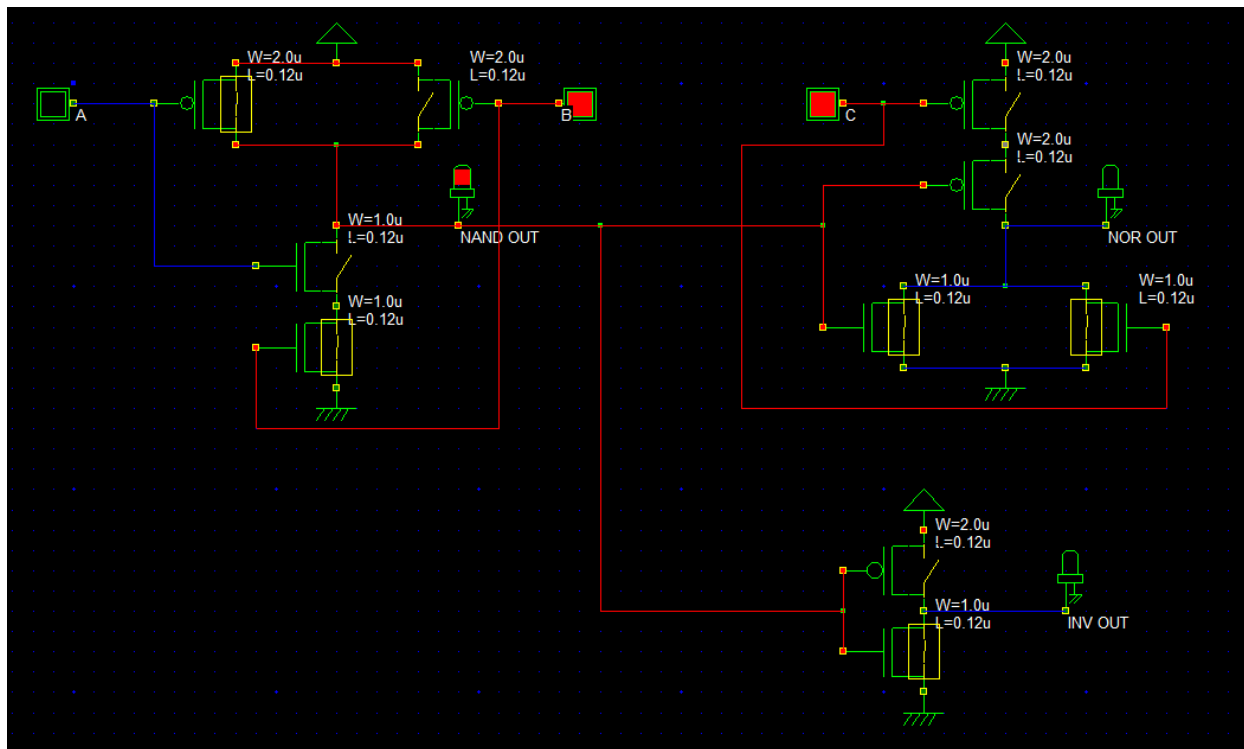 W=2.0u
L=0.12u
W=2.0u
L=0.12u
W=2.0u
L=0.12u
A
B
C
W=2.0u
L=0.12u
W=1.0u
L=0.12u
NAND OUT
NOR OUT
W=1.0u
L=0.12u
W=1.0u
L=0.12u
W=1.0u
L=0.12u
W=2.0u
L=0.12u
W=1.0u
L=0.12u
INV OUT